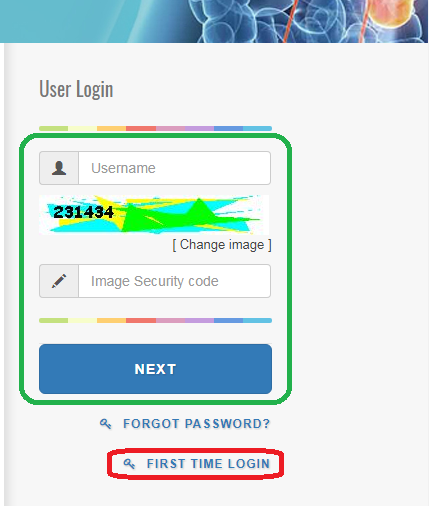 User Login
Username
231434
[ Change image ]
Image Security code
NEXT
FORGOT PASSWORD?
FIRST TIME LOGIN